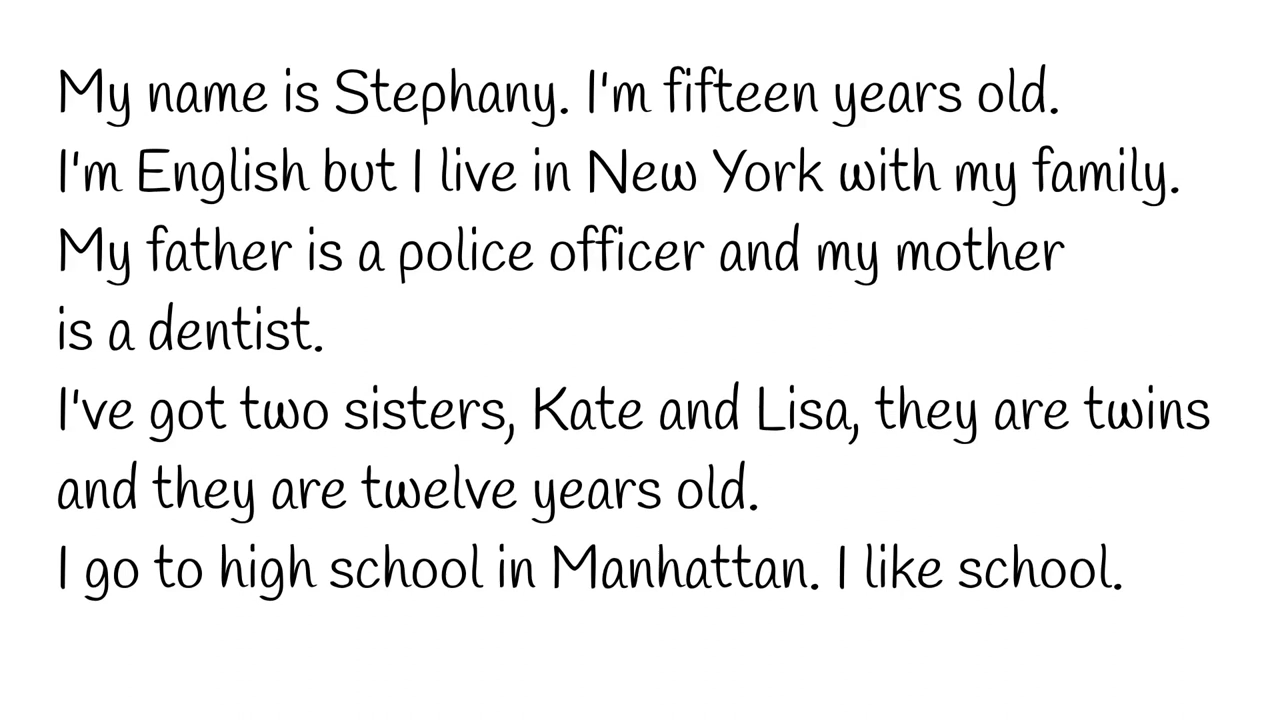 My name is Stephany. I'm fifteen years old.
I'm English but I live in New York with my family.
My father is a police officer and my mother
is a dentist.
I've got two sisters, Kate and Lisa, they are twins
and they are twelve years old.
I go to high school in Manhattan. I like school.